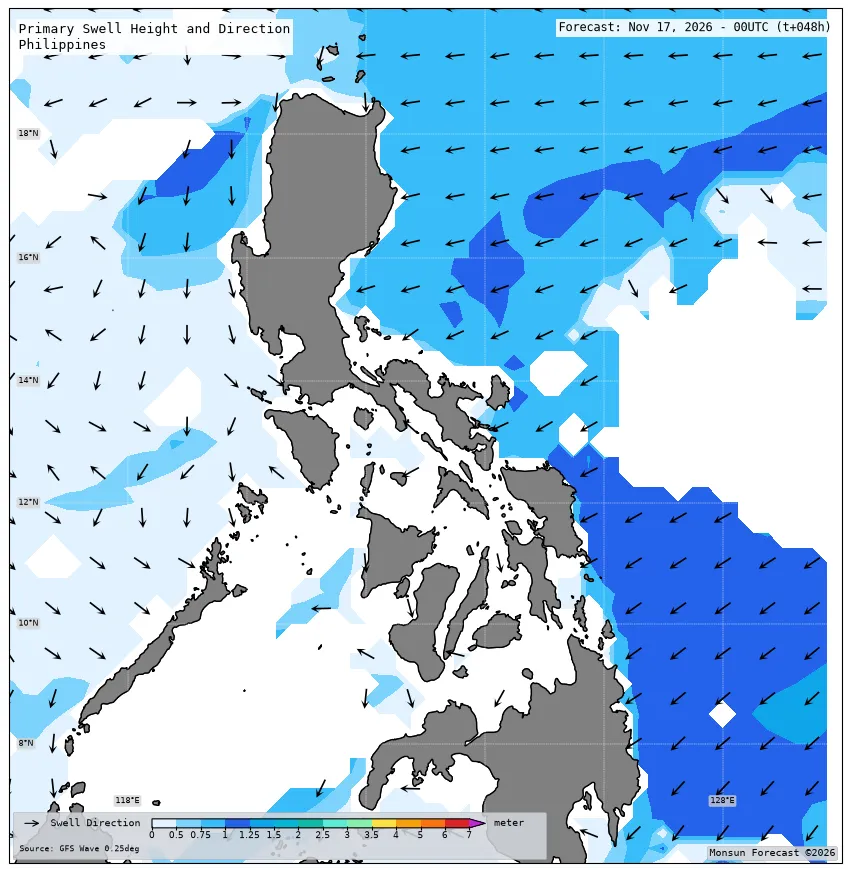 Primary Swell Height and Direction
Philippines
Forecast: Nov 17, 2026 - 00UTC (t+048h)
18°N
16°N
14°N
12°N
10°N
8°N
118°E
128°E
Swell Direction
0 0.5 0.75 1 1.25 1.5 2 2.5 3 3.5 4 5 6 7
meter
Source: GFS Wave 0.25deg
Monsun Forecast ©2026